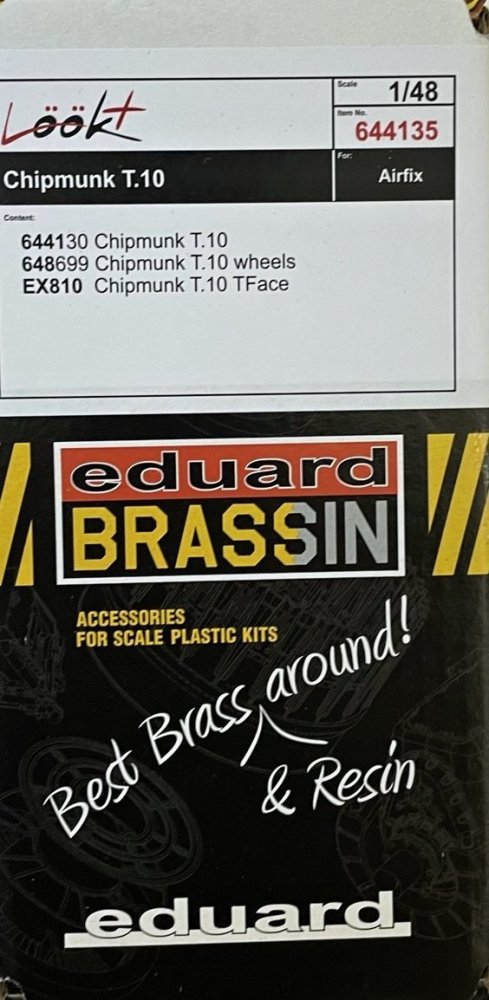 Löök+
Scale
1/48
Item No.
644135
Chipmunk T.10
For:
Airfix
Content:
644130 Chipmunk T.10
648699 Chipmunk T.10 wheels
EX810 Chipmunk T.10 TFace
eduard
BRASSIN
ACCESSORIES
FOR SCALE PLASTIC KITS
Best Brass around!
& Resin
eduard